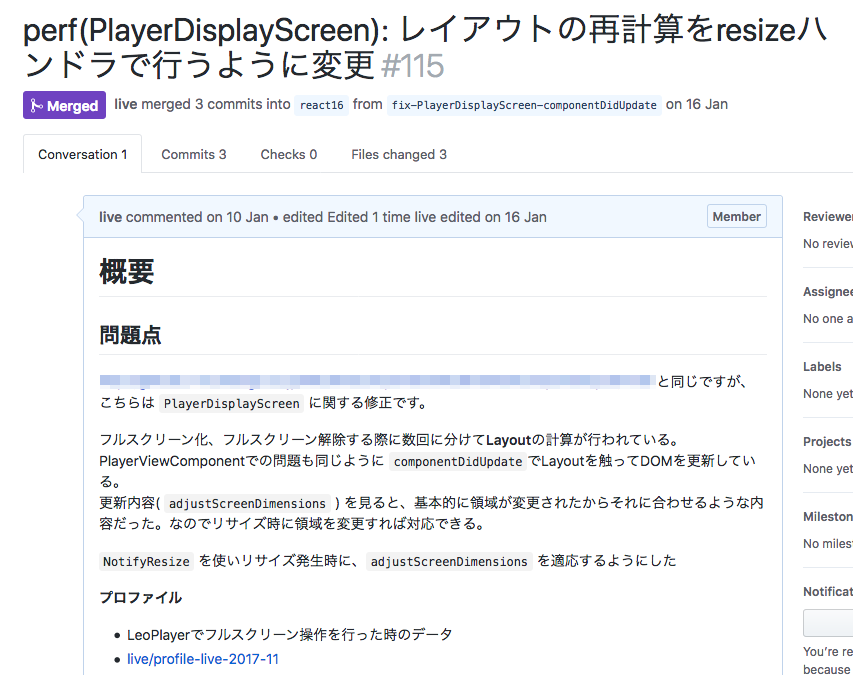 perf(PlayerDisplayScreen): レイアウトの再計算をresizeハ
ンドラで行うように変更 #115
Merged live merged 3 commits into react16 from fix-PlayerDisplayScreen-componentDidUpdate on 16 Jan
Conversation 1 Commits 3 Checks 0 Files changed 3
live commented on 10 Jan • edited Edited 1 time live edited on 16 Jan Member
概要
問題点
と同じですが、
こちらは PlayerDisplayScreen に関する修正です。
フルスクリーン化、フルスクリーン解除する際に数回に分けてLayoutの計算が行われている。
PlayerViewComponentでの問題も同じように componentDidUpdate でLayoutを触ってDOMを更新してい
る。
更新内容( adjustScreenDimensions ) を見ると、基本的に領域が変更されたからそれに合わせるような内
容だった。なのでリサイズ時に領域を変更すれば対応できる。
NotifyResize を使いリサイズ発生時に、 adjustScreenDimensions を適応するようにした
プロファイル
• LeoPlayerでフルスクリーン操作を行った時のデータ
• live/profile-live-2017-11
Reviewe
No review
Assignee
No one a
Labels
None yet
Projects
None yet
Mileston
No miles
Notificat
You're re
because